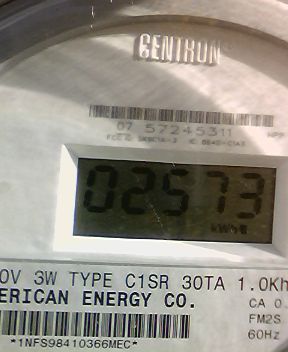 CENTRON
07 57245311
02573
0V 3W TYPE C1SR 30TA 1.0Kh
ERICAN ENERGY CO.
CA 0.
FM2S
60Hz
*1NFS98410366MEC*